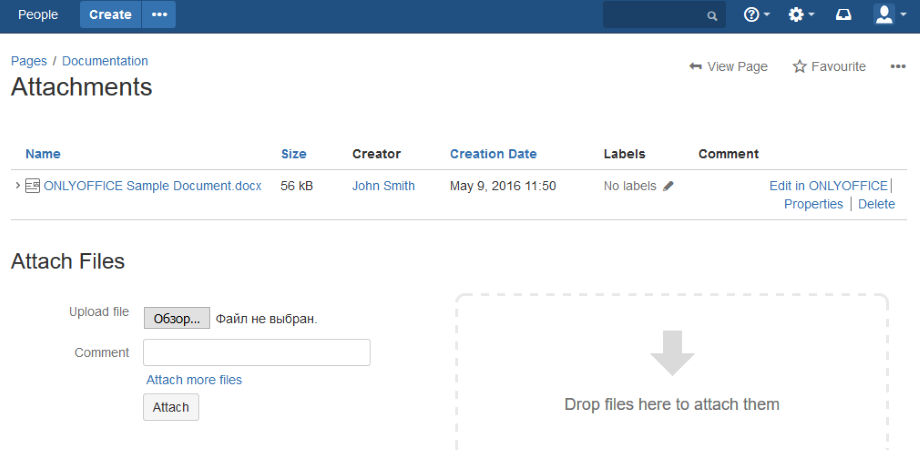 People Create •••
Pages / Documentation
View Page Favourite •••
Attachments
Name Size Creator Creation Date Labels Comment
ONLYOFFICE Sample Document.docx 56 kB John Smith May 9, 2016 11:50 No labels Edit in ONLYOFFICE |
Properties | Delete
Attach Files
Upload file Обзор... Файл не выбран.
Comment
Attach more files
Attach
Drop files here to attach them